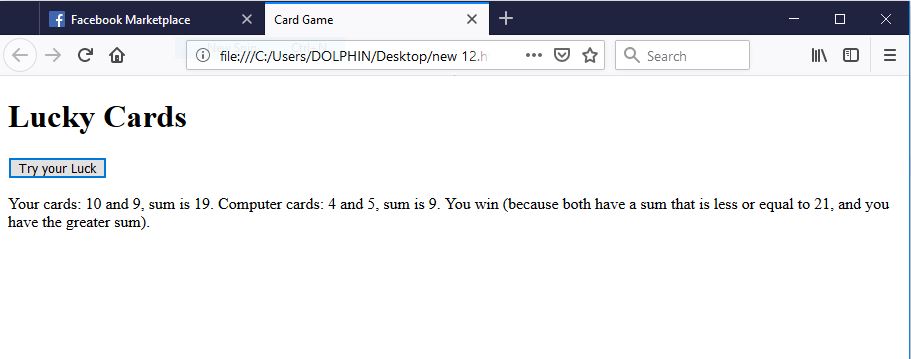 Facebook Marketplace
Card Game
file:///C:/Users/DOLPHIN/Desktop/new 12.h
Search
Lucky Cards
Try your Luck
Your cards: 10 and 9, sum is 19. Computer cards: 4 and 5, sum is 9. You win (because both have a sum that is less or equal to 21, and you
have the greater sum).